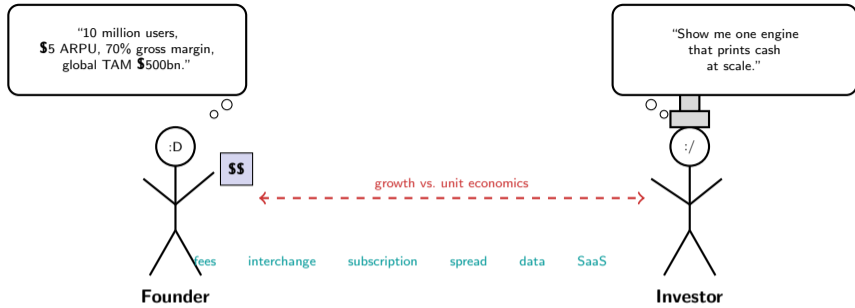 “10 million users,
$5 ARPU, 70% gross margin,
global TAM $500bn.”
“Show me one engine
that prints cash
at scale.”
:D
:/
$$
growth vs. unit economics
fees interchange subscription spread data SaaS
Founder
Investor